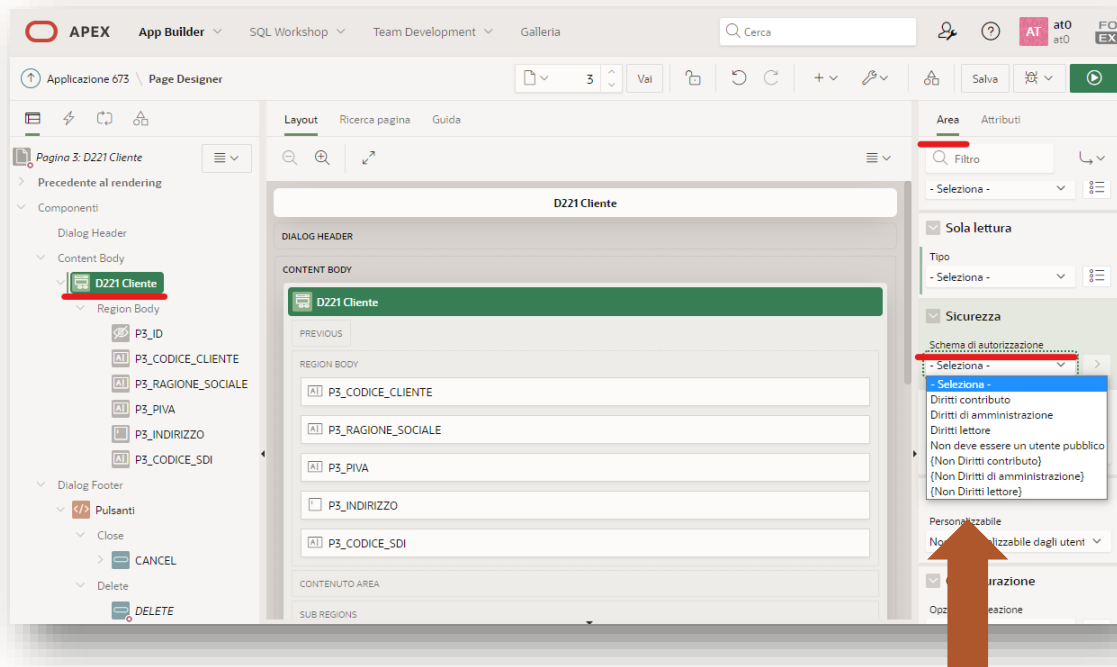 APEX App Builder SQL Workshop Team Development Galleria Cerca AT at0 FO
at0 EX
Applicazione 673 \ Page Designer 3 Vai Salva
Layout Ricerca pagina Guida Area Attributi
Pagina 3: D221 Cliente Filtro
Precedente al rendering - Seleziona -
Componenti D221 Cliente
Dialog Header DIALOG HEADER Sola lettura
Content Body CONTENT BODY Tipo
D221 Cliente D221 Cliente - Seleziona -
Region Body PREVIOUS Sicurezza
P3_ID REGION BODY Schema di autorizzazione
P3_CODICE_CLIENTE P3_CODICE_CLIENTE - Seleziona -
P3_RAGIONE_SOCIALE P3_RAGIONE_SOCIALE - Seleziona -
P3_PIVA P3_PIVA Diritti contributo
P3_INDIRIZZO P3_INDIRIZZO Diritti di amministrazione
P3_CODICE_SDI P3_CODICE_SDI Diritti lettore
Dialog Footer Non deve essere un utente pubblico
Pulsanti {Non Diritti contributo}
Close {Non Diritti di amministrazione}
CANCEL {Non Diritti lettore}
Delete CONTENUTO AREA Personalizzabile
DELETE SUB REGIONS dagli utent